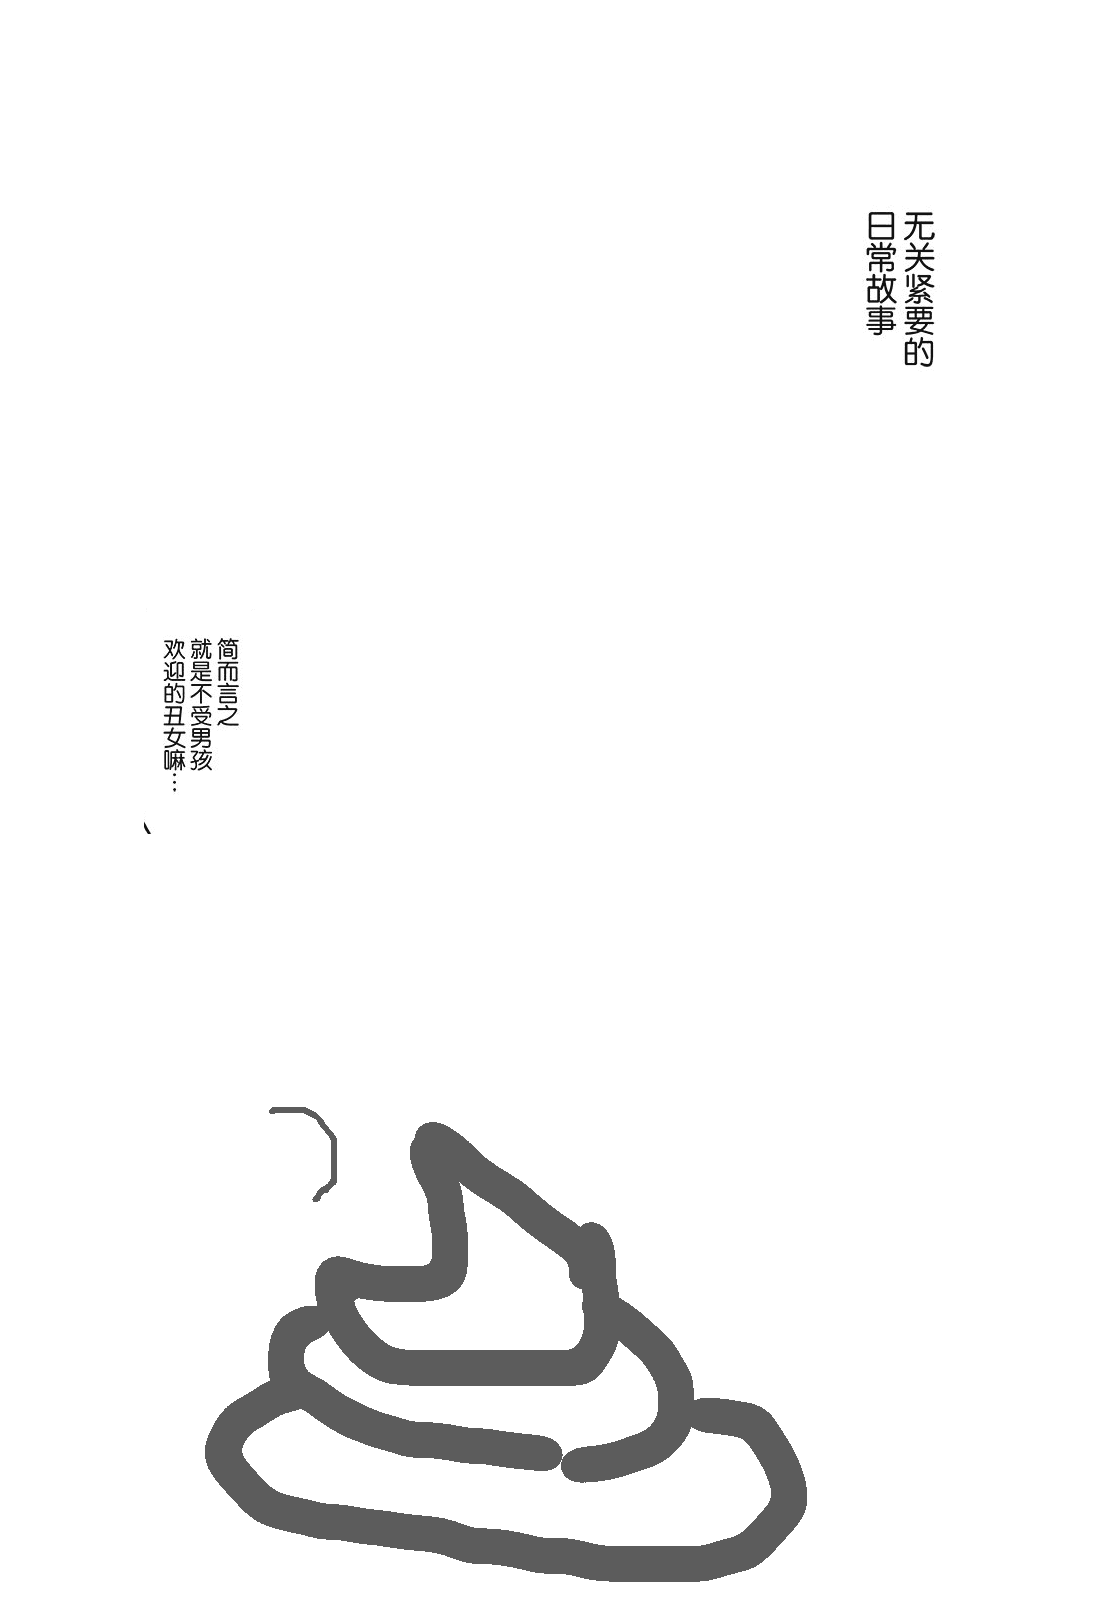 无关紧要的
日常故事
简而言之
就是不受男孩
欢迎的丑女嘛…